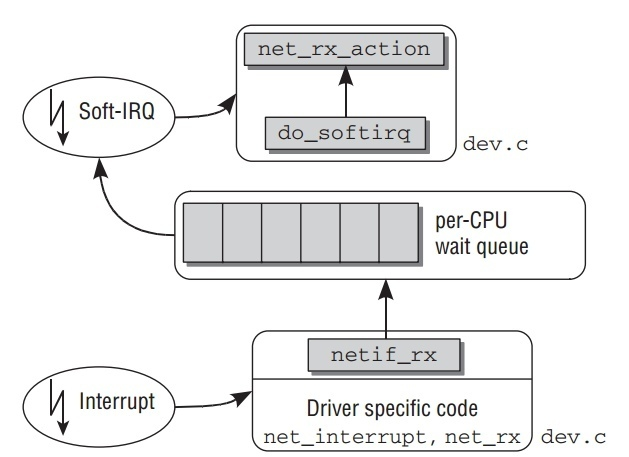 net_rx_action
Soft-IRQ
do_softirq
dev.c
per-CPU
wait queue
netif_rx
Interrupt
Driver specific code
net_interrupt, net_rx
dev.c